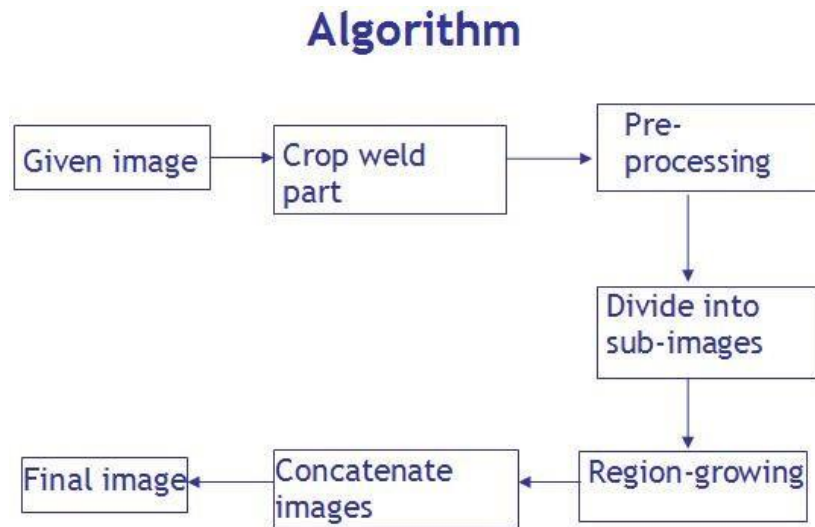 Algorithm
Given image
Crop weld
part
Pre-
processing
Divide into
sub-images
Region-growing
Concatenate
images
Final image